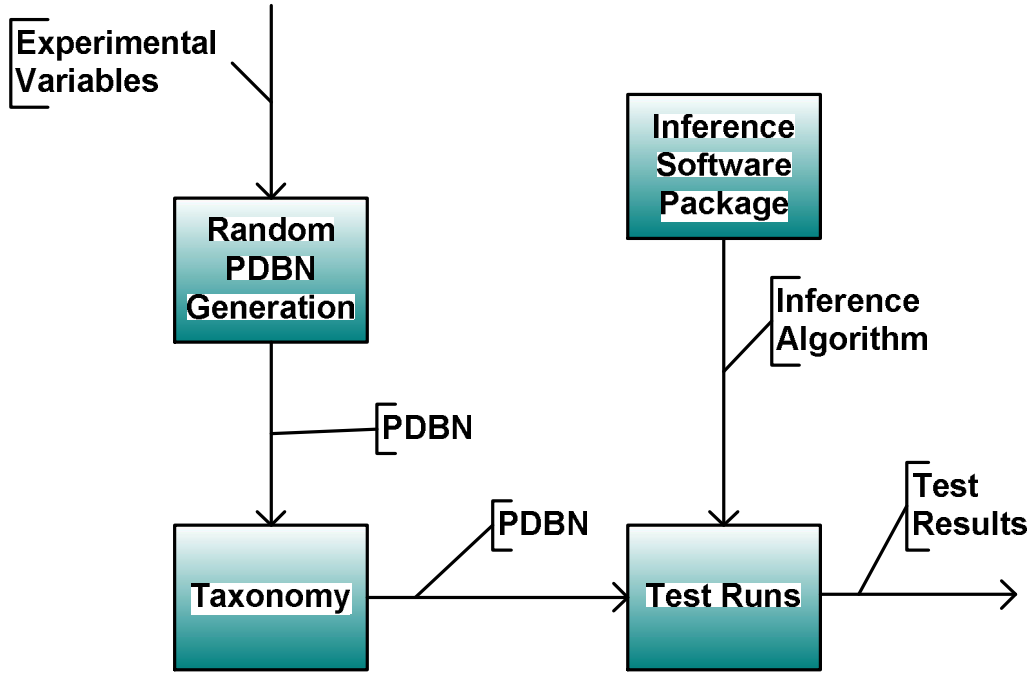 Experimental
Variables
Inference
Software
Package
Random
PDBN
Generation
Inference
Algorithm
PDBN
Test
Results
PDBN
Taxonomy
Test Runs